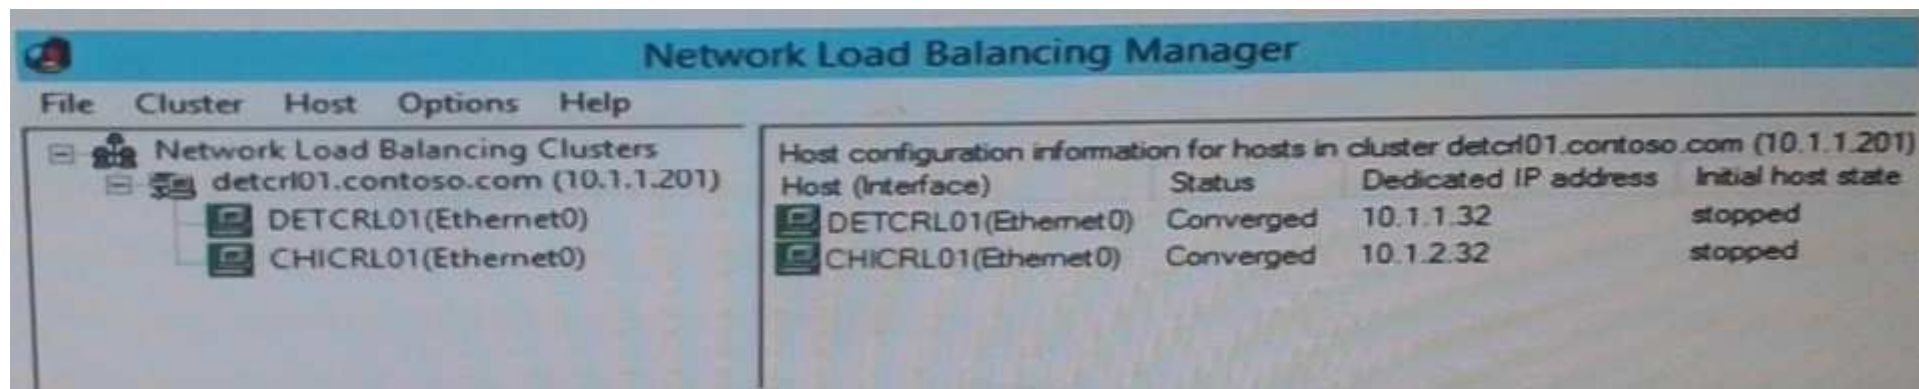 Network Load Balancing Manager
File Cluster Host Options Help
Network Load Balancing Clusters
detcrl01.contoso.com (10.1.1.201)
DETCRL01(Ethernet0)
CHICRL01(Ethernet0)
Host configuration information for hosts in cluster detcrl01.contoso.com (10.1.1.201)
Host (Interface) Status Dedicated IP address Initial host state
DETCRL01(Ethernet0) Converged 10.1.1.32 stopped
CHICRL01(Ethernet0) Converged 10.1.2.32 stopped